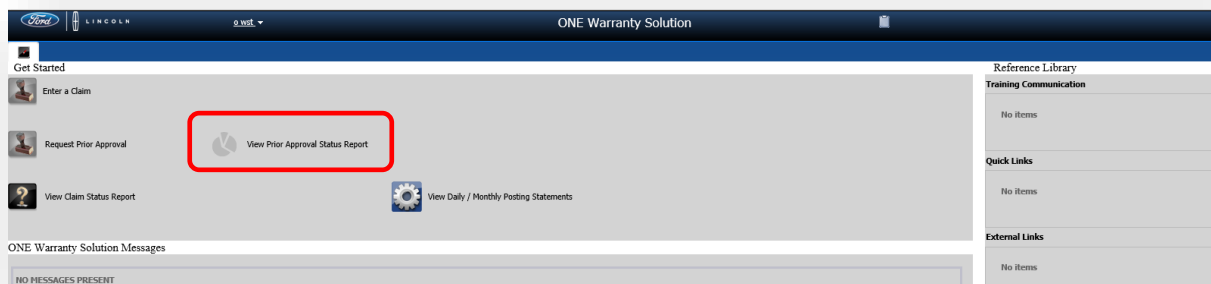 Ford LINCOLN o wst ONE Warranty Solution
Get Started
Enter a Claim
Request Prior Approval View Prior Approval Status Report
View Claim Status Report View Daily / Monthly Posting Statements
ONE Warranty Solution Messages
NO MESSAGES PRESENT
Reference Library
Training Communication
No items
Quick Links
No items
External Links
No items